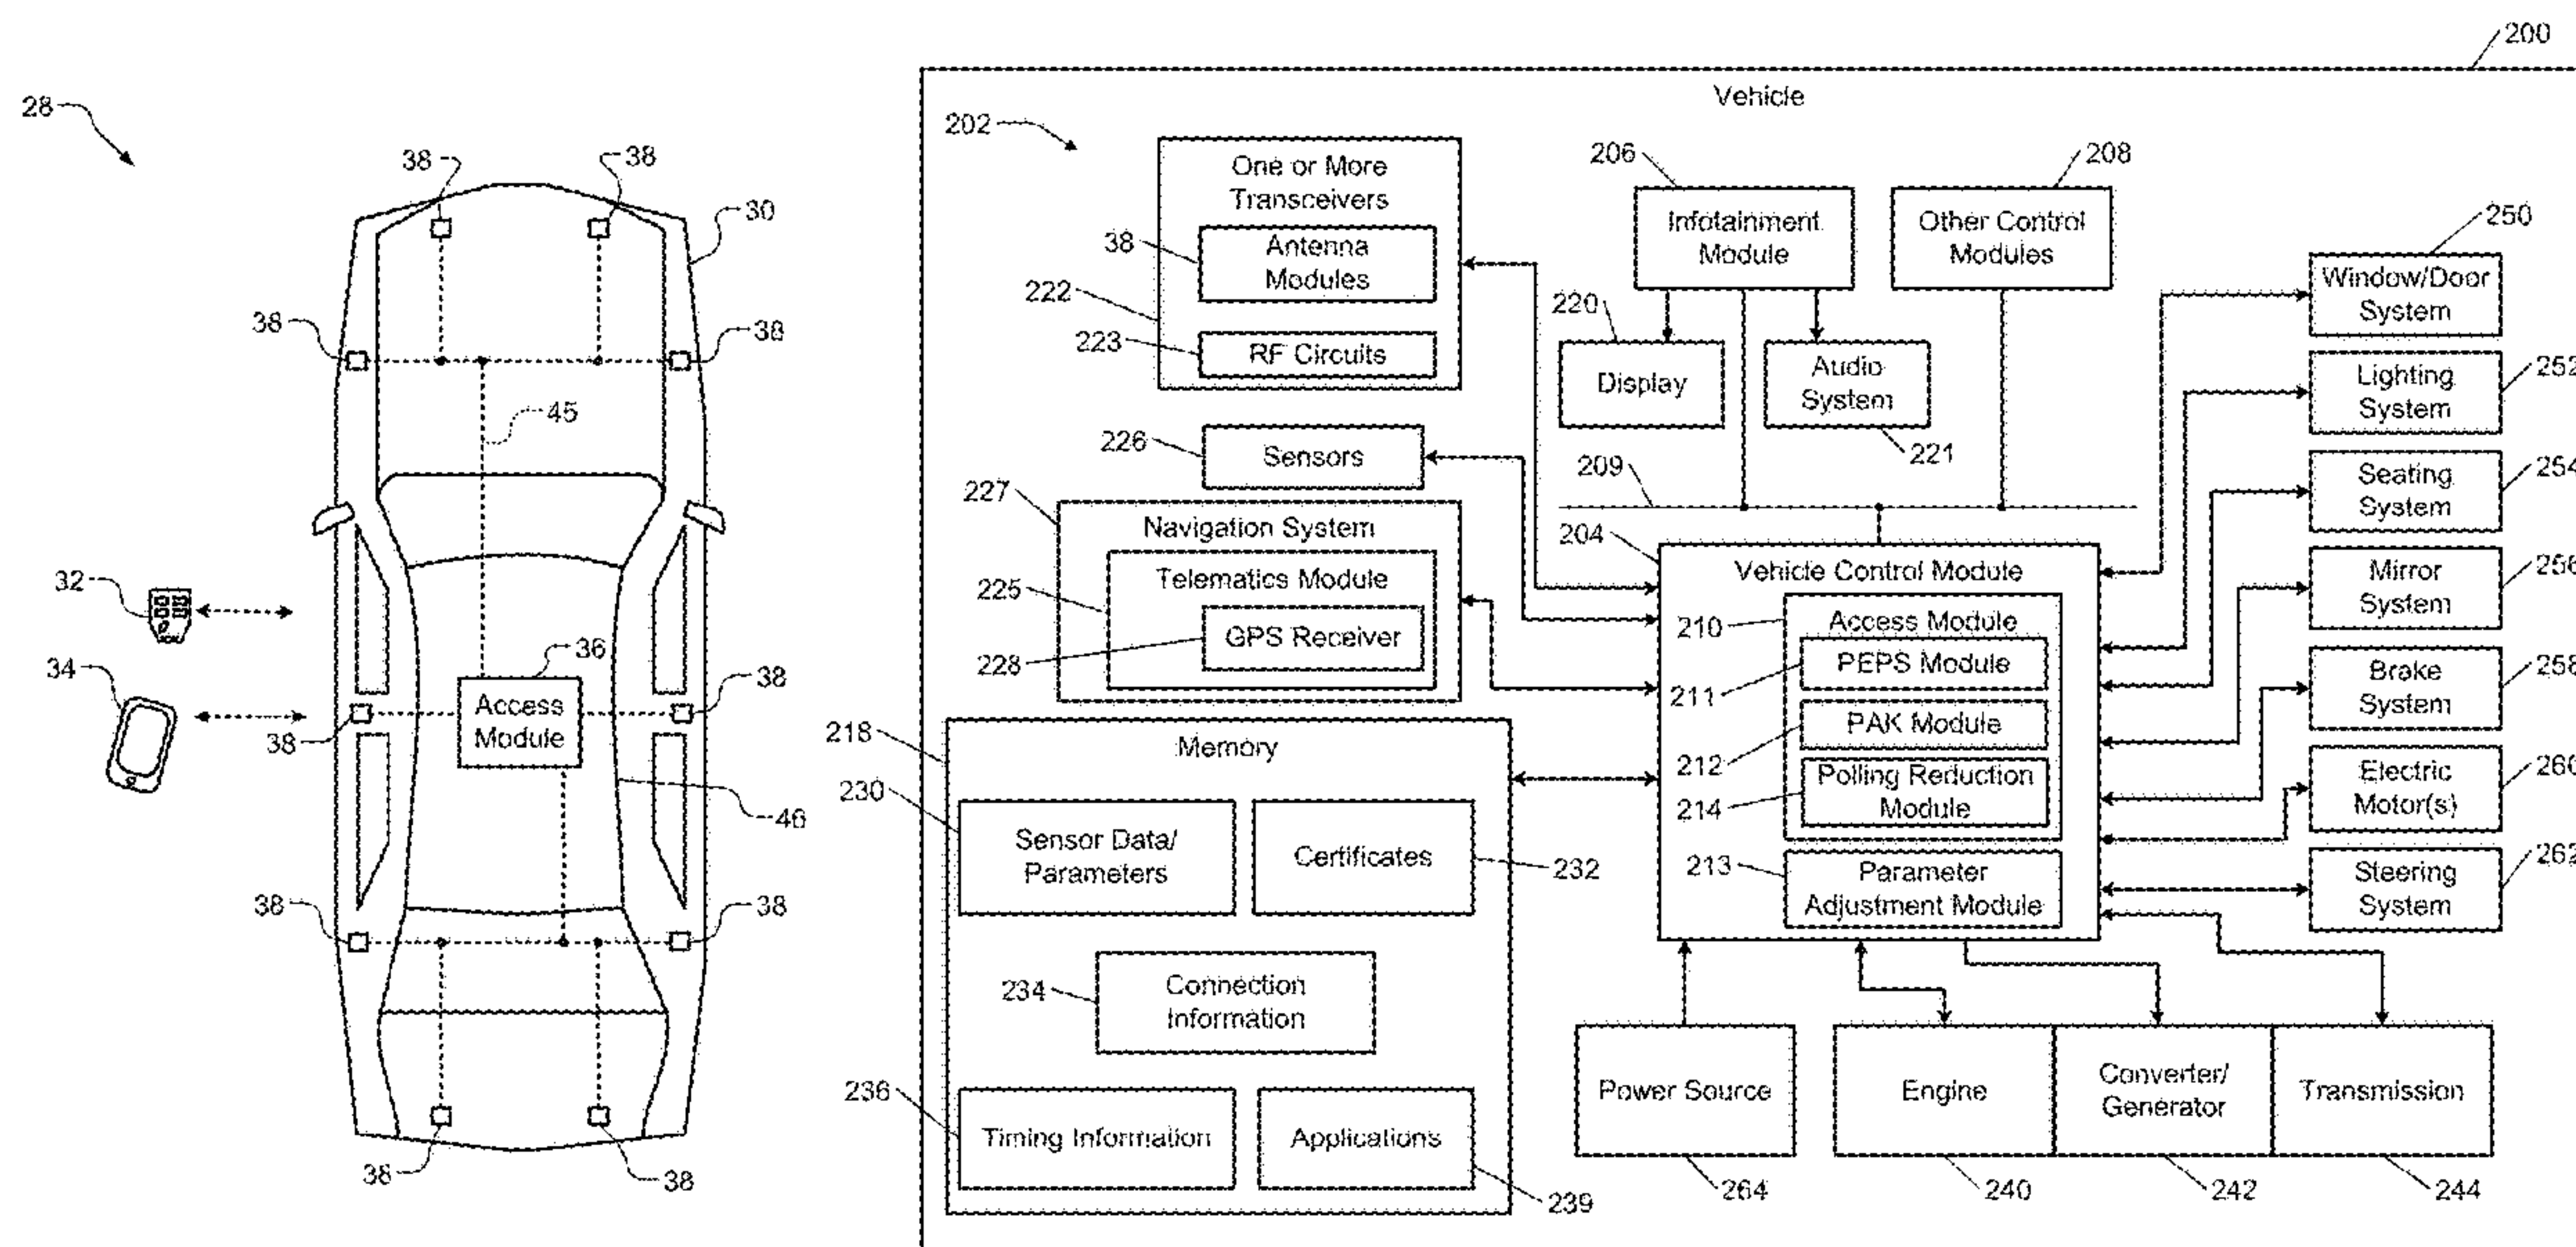 28
38
38
30
38
38
45
32
34
36
Access
Module
38
38
46
38
38
38
38
200
Vehicle
202
One or More
Transceivers
38
Antenna
Modules
222
223
RF Circuits
206
Infotainment
Module
208
Other Control
Modules
220
Display
Audio
System
221
226
Sensors
209
227
Navigation System
225
Telematics Module
228
GPS Receiver
204
Vehicle Control Module
210
Access Module
211
PEPS Module
212
PAK Module
214
Polling Reduction
Module
213
Parameter
Adjustment Module
218
Memory
230
Sensor Data/
Parameters
Certificates
232
234
Connection
Information
236
Timing Information
Applications
239
250
Window/Door
System
252
Lighting
System
254
Seating
System
256
Mirror
System
258
Brake
System
260
Electric
Motor(s)
262
Steering
System
Power Source
264
Engine
240
Converter/
Generator
242
Transmission
244